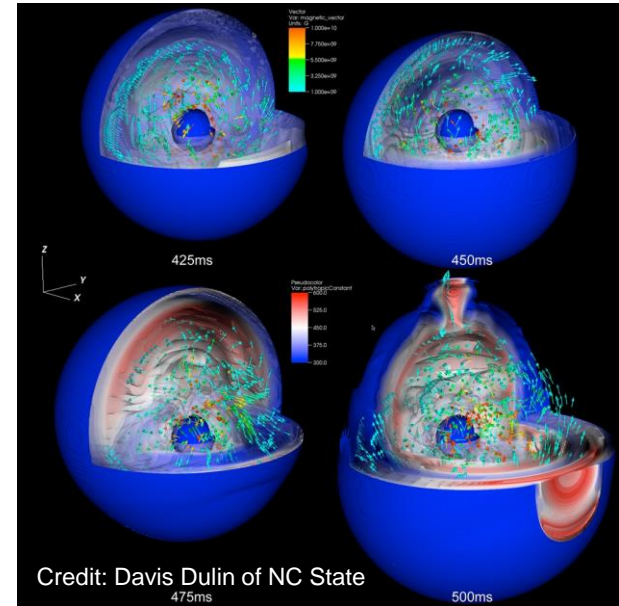 Vector
Var: magnetic_vector
Units: G
1.000e+10
7.750e+09
5.500e+09
3.250e+09
1.000e+09
425ms
450ms
Z
Y
X
Pseudocolor
Var: polytropicConstant
600.0
525.0
450.0
375.0
300.0
Credit: Davis Dulin of NC State
475ms
500ms